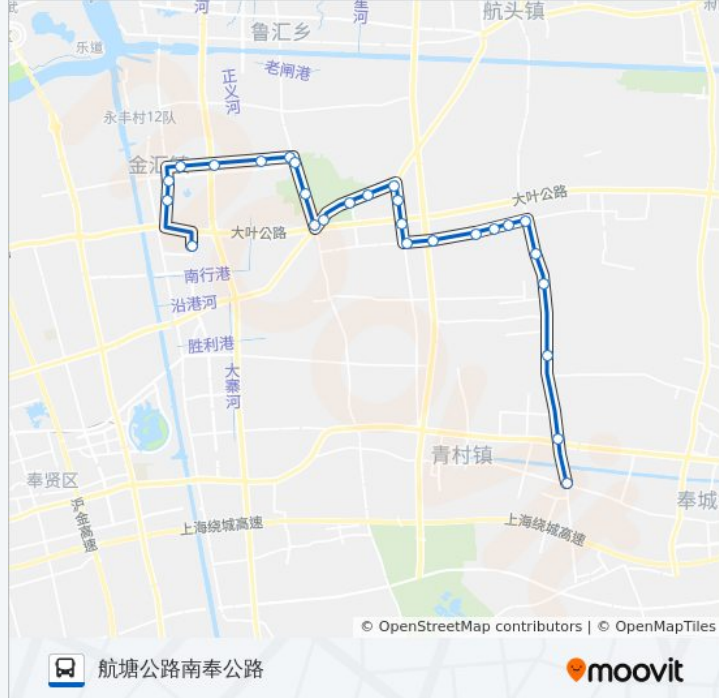 河
星河
航头镇
鲁汇乡
乐道
正义河
老闸港
永丰村12队
金汇镇
大叶公路
大叶公路
南行港
沿港河
胜利港
大寨河
青村镇
奉贤区
奉城
沪金高速
上海绕城高速
上海绕城高速
© OpenStreetMap contributors | © OpenMapTiles
航塘公路南奉公路
moovit